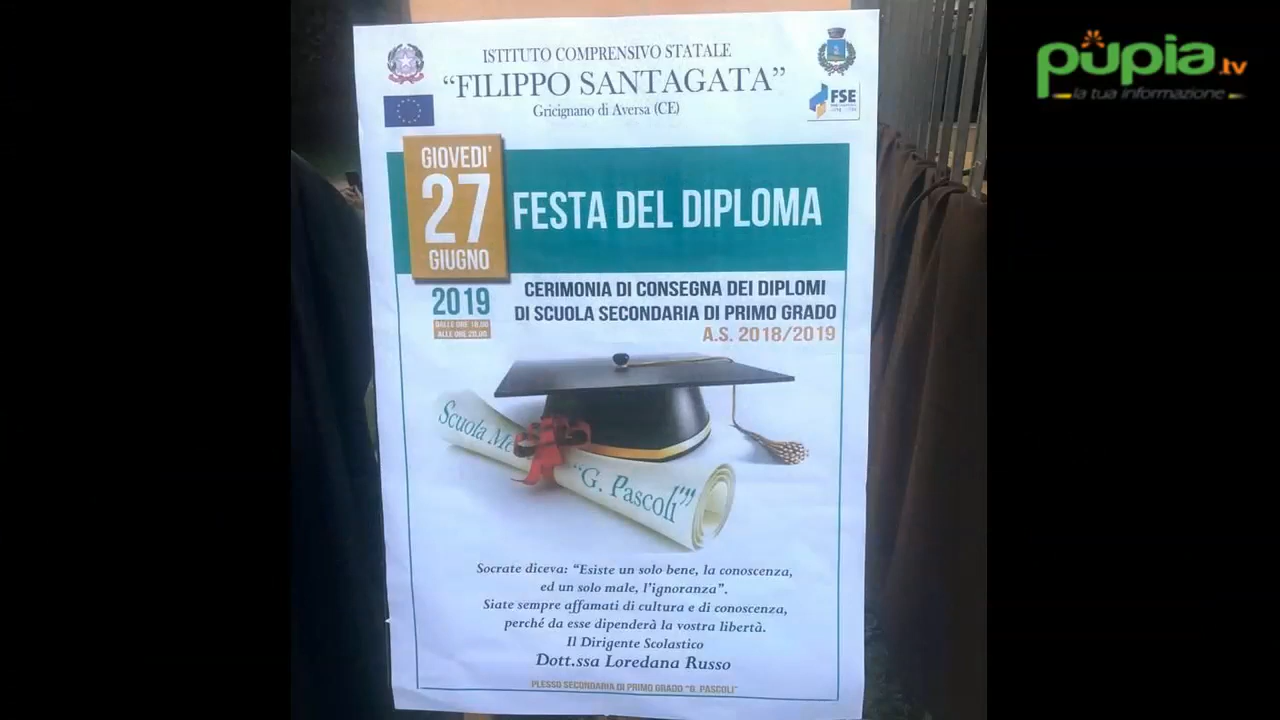 pupia.tv
la tua informazione
ISTITUTO COMPRENSIVO STATALE
“FILIPPO SANTAGATA”
Gricignano di Aversa (CE)
FSE
GIOVEDI'
27
GIUGNO
2019
DALLE ORE 18.00
ALLE ORE 20.00
FESTA DEL DIPLOMA
CERIMONIA DI CONSEGNA DEI DIPLOMI
DI SCUOLA SECONDARIA DI PRIMO GRADO
A.S. 2018/2019
Scuola Me
“G. Pascoli”
Socrate diceva: “Esiste un solo bene, la conoscenza,
ed un solo male, l'ignoranza”.
Siate sempre affamati di cultura e di conoscenza,
perché da esse dipenderà la vostra libertà.
Il Dirigente Scolastico
Dott.ssa Loredana Russo
PLESSO SECONDARIA DI PRIMO GRADO “G. PASCOLI”